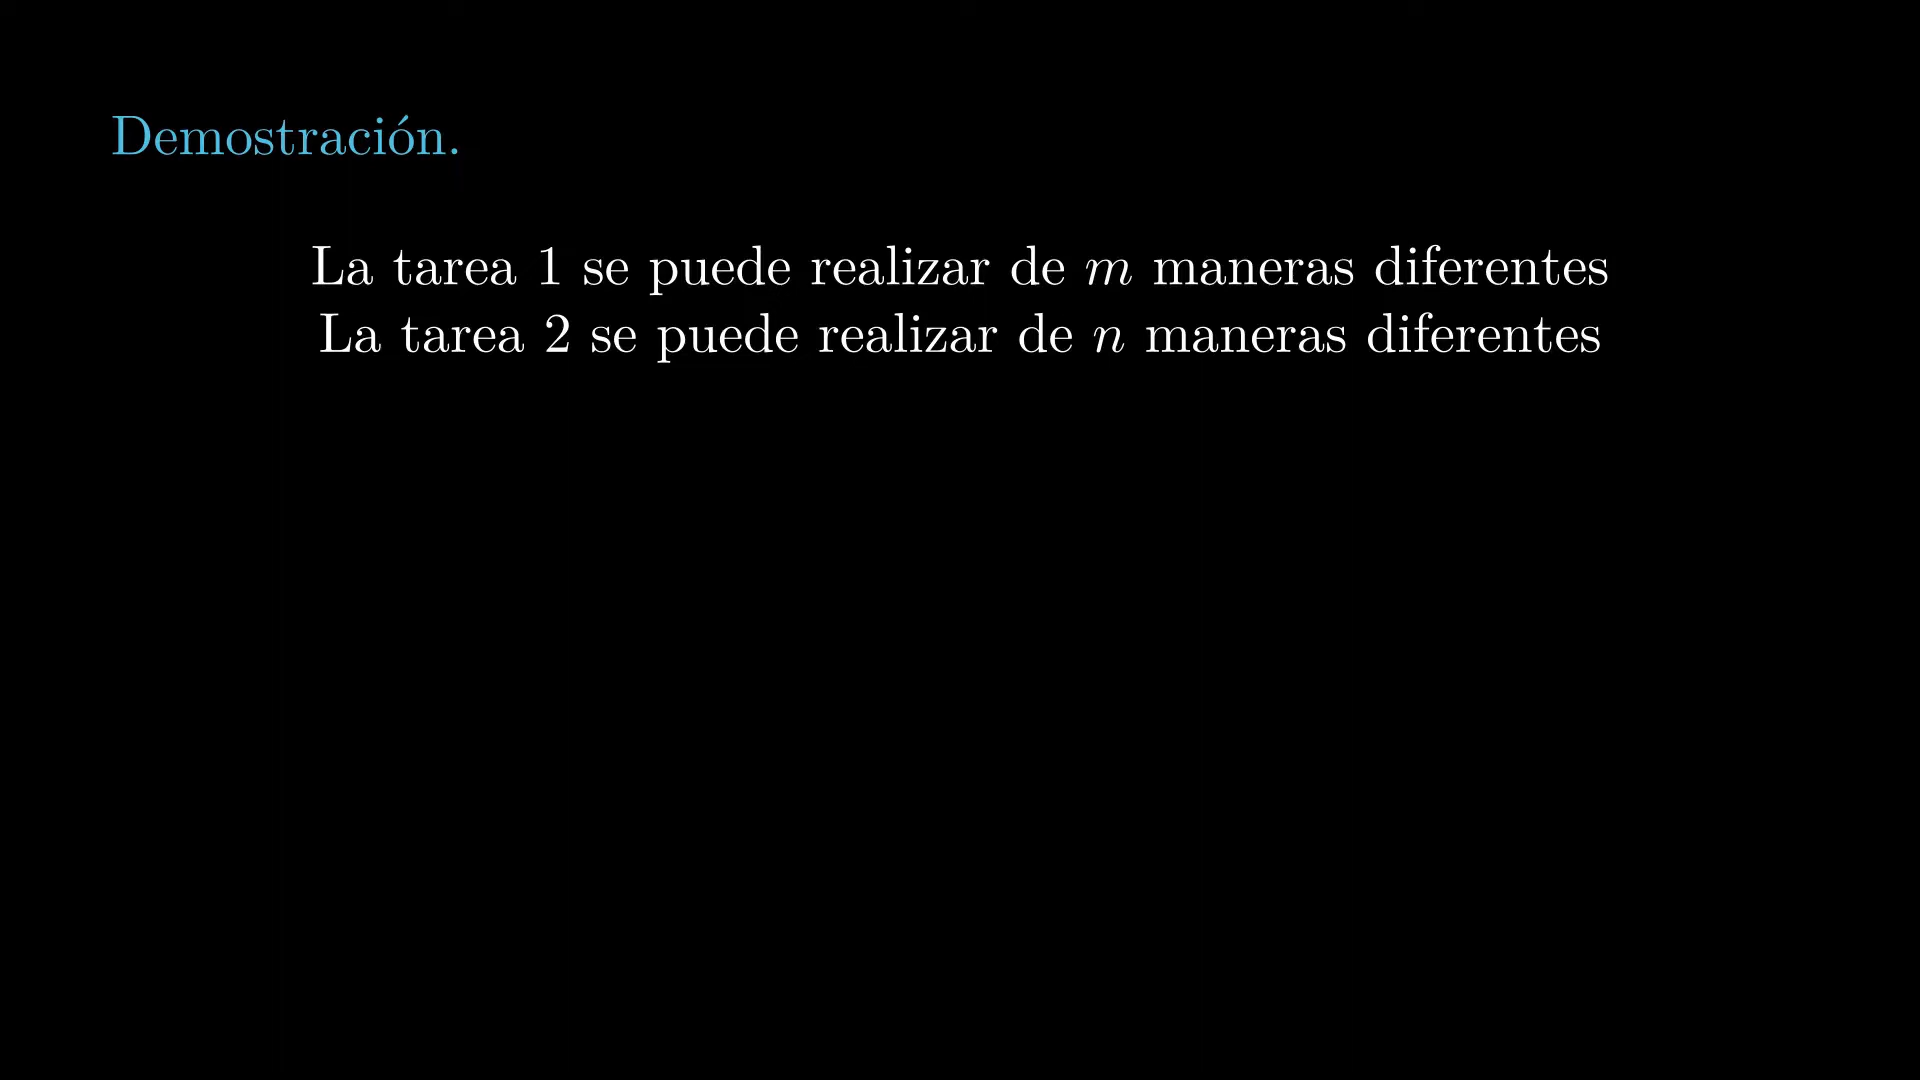 Demostración.
La tarea 1 se puede realizar de m maneras diferentes
La tarea 2 se puede realizar de n maneras diferentes